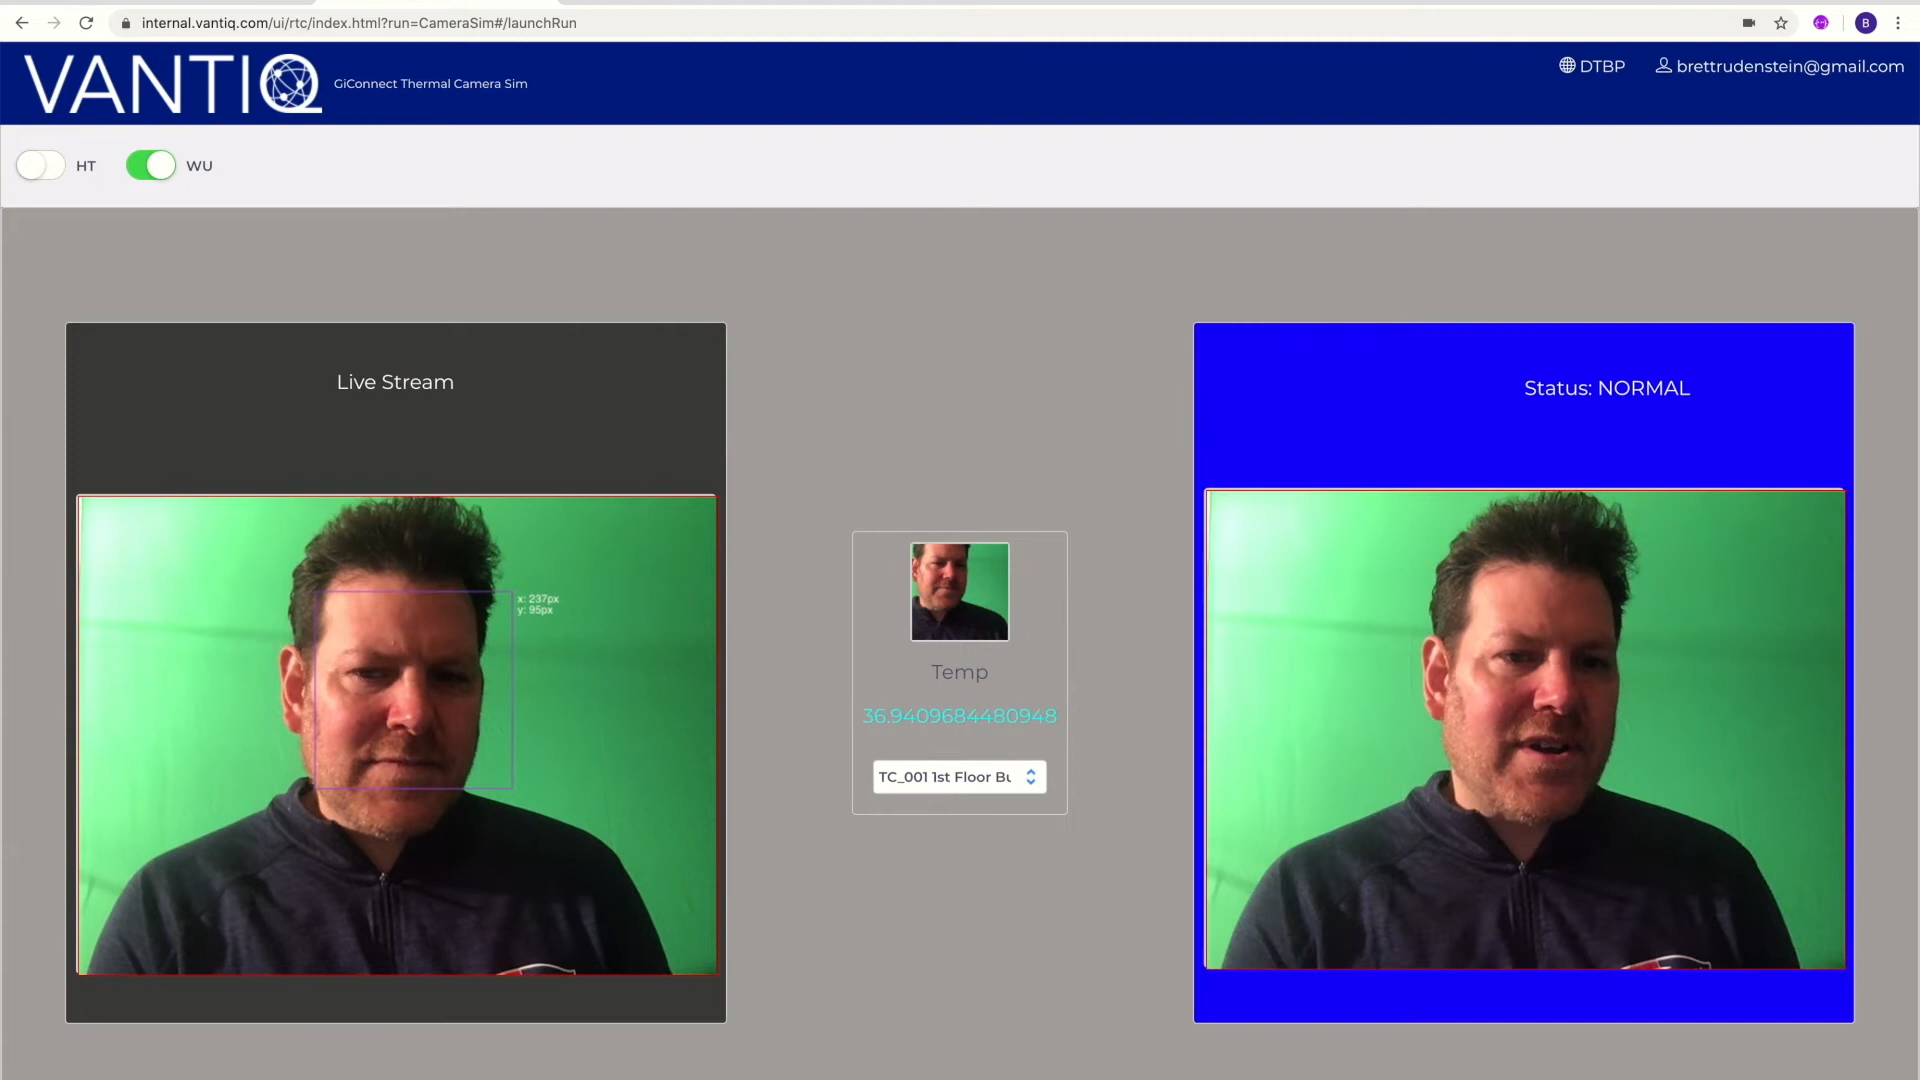 internal.vantiq.com/ui/rtc/index.html?run=CameraSim#/launchRun
B
VANTIQ
GiConnect Thermal Camera Sim
DTBP
brettrudenstein@gmail.com
HT
WU
Live Stream
Status: NORMAL
x: 237px
y: 95px
Temp
36.9409684480948
TC_001 1st Floor Bu